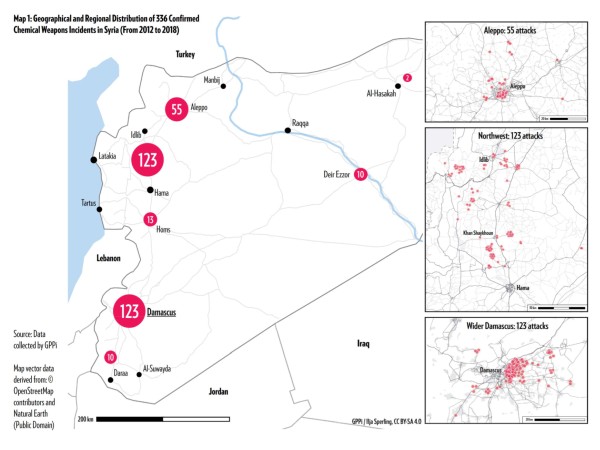 Map 1: Geographical and Regional Distribution of 336 Confirmed
Chemical Weapons Incidents in Syria (From 2012 to 2018)
Turkey
Manbij
2
Al-Hasakah
55
Aleppo
Idlib
Raqqa
Latakia
123
Hama
Deir Ezzor
10
Tartus
13
Homs
Lebanon
123
Damascus
Source: Data
collected by GPPi
Iraq
10
Daraa
Al-Suwayda
Map vector data
derived from: ©
OpenStreetMap
contributors and
Natural Earth
(Public Domain)
Jordan
200 km
GPPi / Ilja Sperling, CC BY-SA 4.0
Aleppo: 55 attacks
Aleppo
Northwest: 123 attacks
Idlib
Khan Shaykhoun
Hama
Wider Damascus: 123 attacks
Damascus